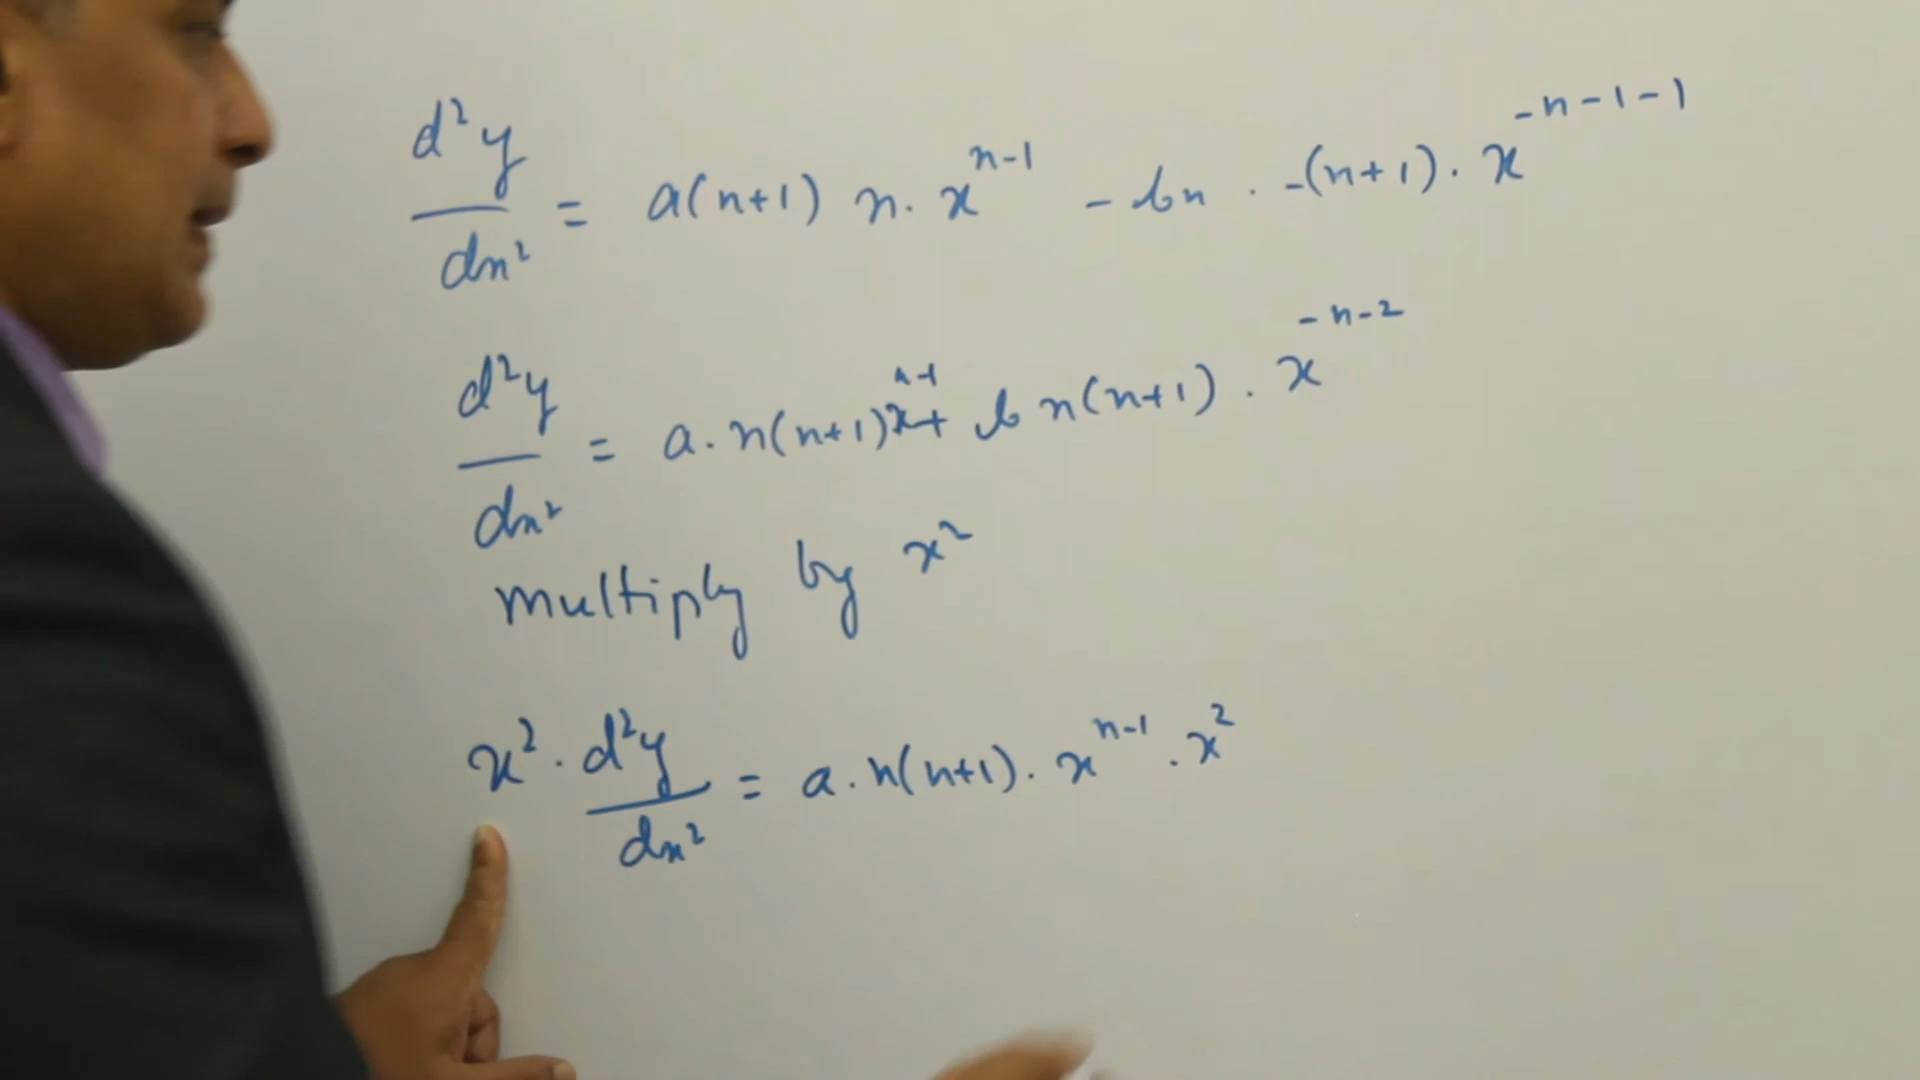 d²y/dx² = a(n+1) n. x^(n-1) - bn . -(n+1). x^(-n-1-1)
d²y/dx² = a. n(n+1)x^(n-1) + b n(n+1) . x^(-n-2)
multiply by x²
x² . d²y/dx² = a . n(n+1) . x^(n-1) . x²